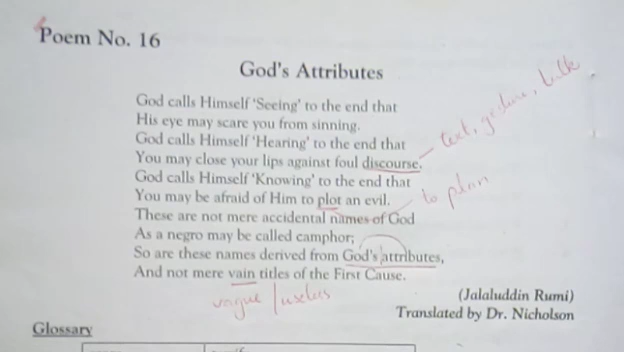 Poem No. 16
God's Attributes
God calls Himself 'Seeing' to the end that
His eye may scare you from sinning.
God calls Himself 'Hearing' to the end that
You may close your lips against foul discourse. text, gesture, talk
God calls Himself 'Knowing' to the end that
You may be afraid of Him to plot an evil. to plan
These are not mere accidental names of God
As a negro may be called camphor;
So are these names derived from God's attributes,
And not mere vain titles of the First Cause.
vague / useless
(Jalaluddin Rumi)
Translated by Dr. Nicholson
Glossary